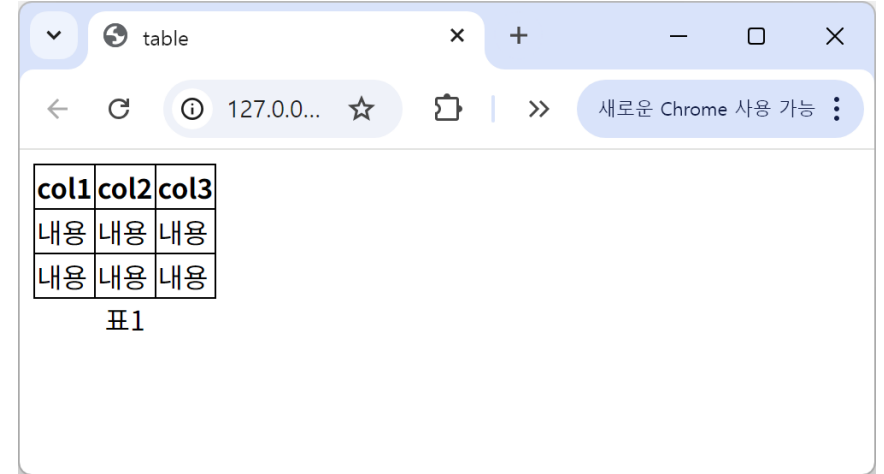 table
127.0.0...
새로운 Chrome 사용 가능
col1 col2 col3
내용 내용 내용
내용 내용 내용
표1